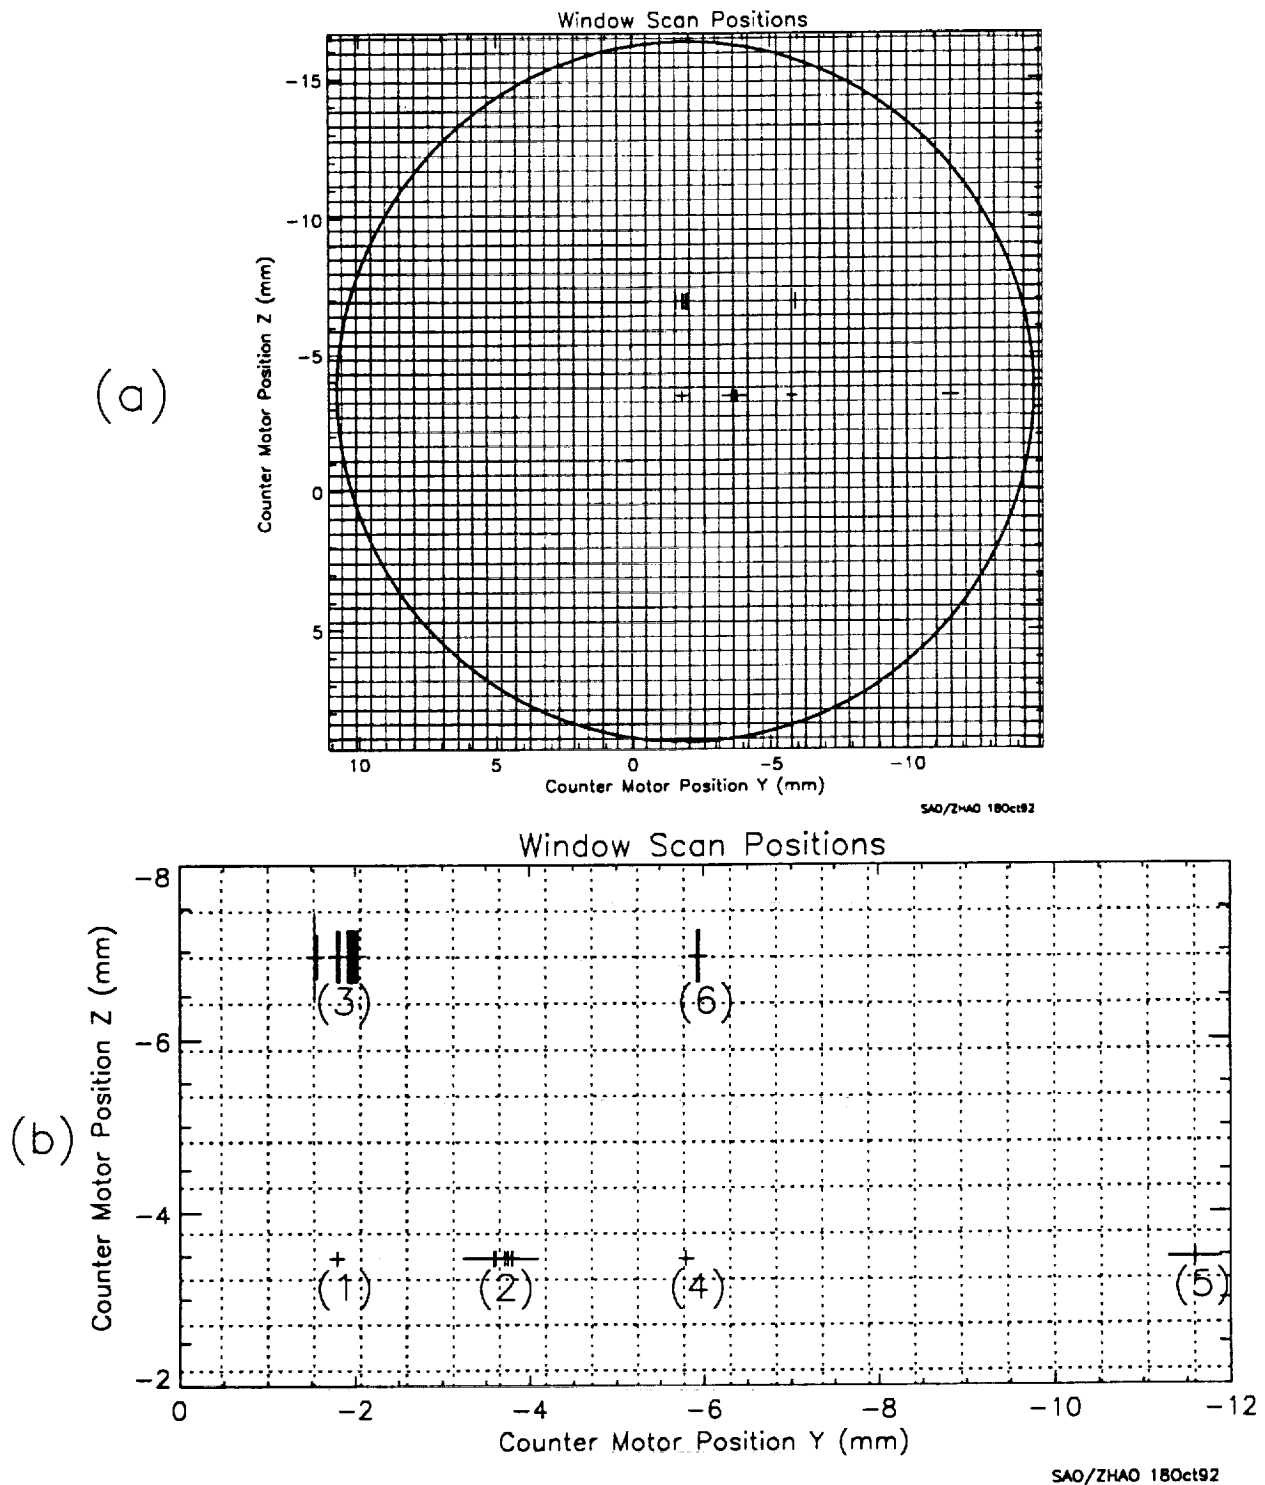 Window Scan Positions
-15
-10
-5
0
5
Counter Motor Position Z (mm)
(a)
10 5 0 -5 -10
Counter Motor Position Y (mm)
SAO/ZHAO 18Oct92
Window Scan Positions
-8
-6
-4
-2
Counter Motor Position Z (mm)
(b)
(3) (6)
(1) (2) (4) (5)
0 -2 -4 -6 -8 -10 -12
Counter Motor Position Y (mm)
SAO/ZHAO 18Oct92